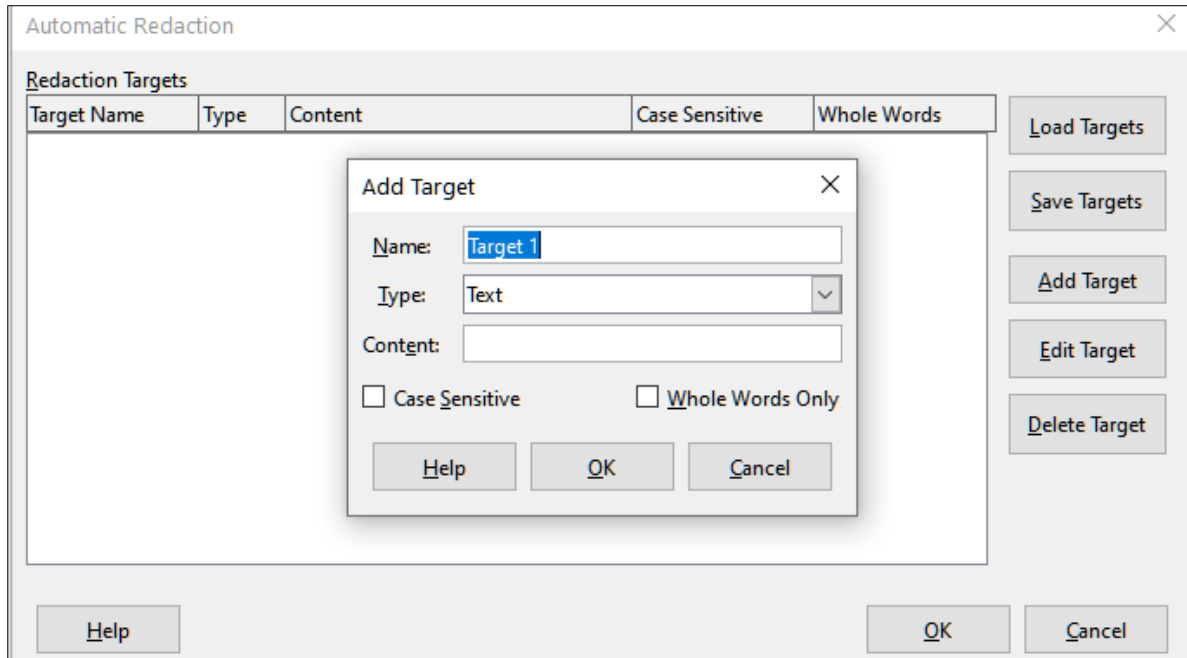 Automatic Redaction
Redaction Targets
Target Name Type Content Case Sensitive Whole Words
Load Targets
Save Targets
Add Target
Edit Target
Delete Target
Add Target
Name: Target 1
Type: Text
Content:
Case Sensitive Whole Words Only
Help OK Cancel
Help OK Cancel